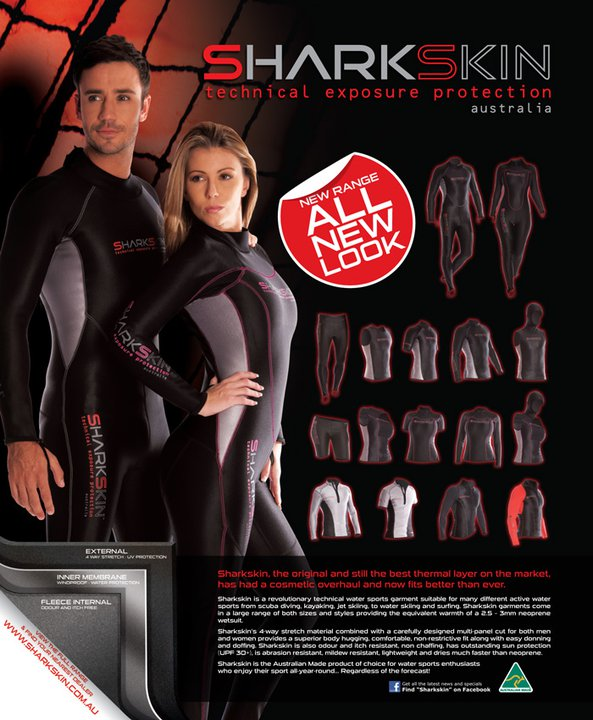 SHARKSKIN
technical exposure protection
australia
NEW RANGE
ALL
NEW
LOOK
SHARKSKIN
technical exposure protection
SHARKSKIN
exposure protection
australia
SHARKSKIN
technical exposure protection
australia
SHARKSKIN
technical
EXTERNAL
4 WAY STRETCH - UV PROTECTION
INNER MEMBRANE
WINDPROOF - WATER PROTECTION
FLEECE INTERNAL
ODOUR AND ITCH FREE
VIEW THE FULL RANGE
& FIND YOUR NEAREST DEALER
WWW.SHARKSKIN.COM.AU
Sharkskin, the original and still the best thermal layer on the market,
has had a cosmetic overhaul and now fits better than ever.
Sharkskin is a revolutionary technical water sports garment suitable for many different active water
sports from scuba diving, kayaking, jet skiing, to water skiing and surfing. Sharkskin garments come
in a large range of both sizes and styles providing the equivalent warmth of a 2.5 - 3mm neoprene
wetsuit.
Sharkskin's 4-way stretch material combined with a carefully designed multi-panel cut for both men
and women provides a superior body hugging, comfortable, non-restrictive fit along with easy donning
and doffing. Sharkskin is also odour and itch resistant, non chaffing, has outstanding sun protection
(UPF 30+), is abrasion resistant, mildew resistant, lightweight and dries much faster than neoprene.
Sharkskin is the Australian Made product of choice for water sports enthusiasts
who enjoy their sport all-year-round... Regardless of the forecast!
f
Get all the latest news and specials
Find "Sharkskin" on Facebook
AUSTRALIAN MADE